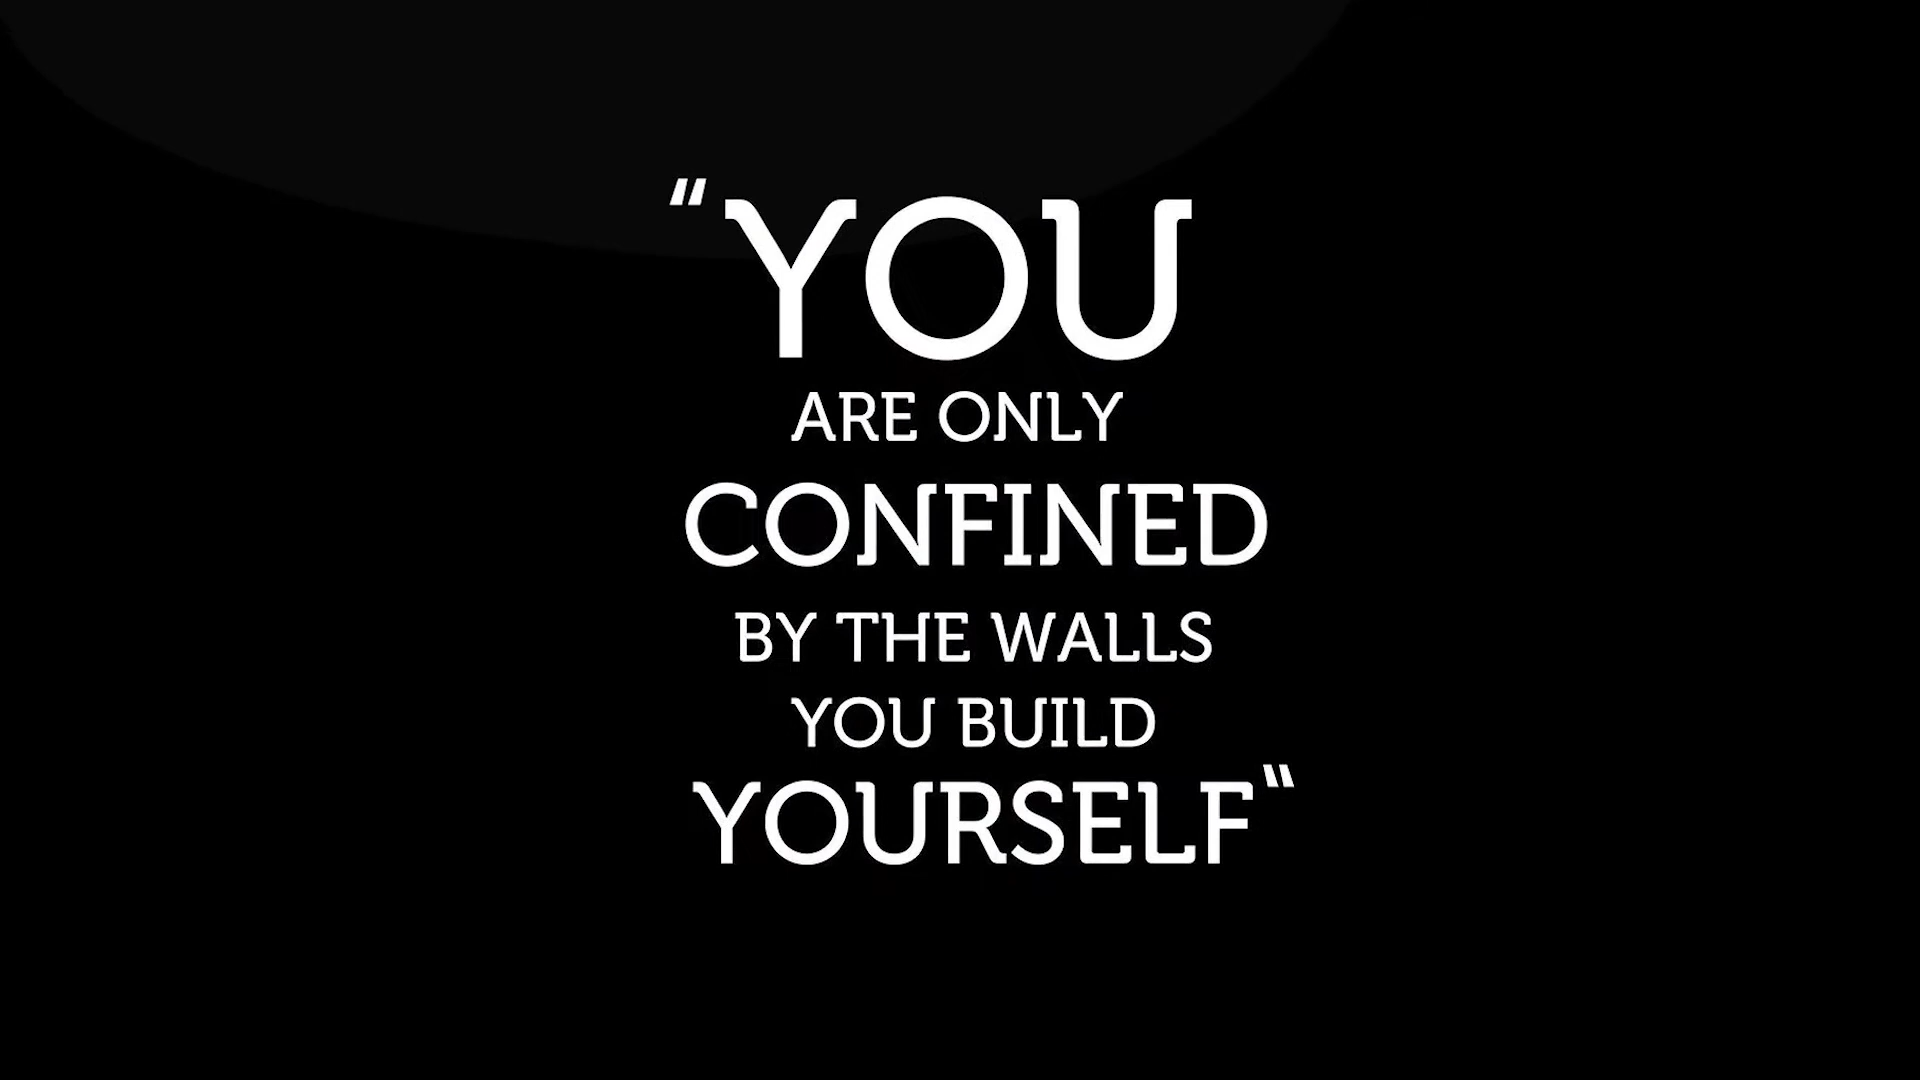 “YOU
ARE ONLY
CONFINED
BY THE WALLS
YOU BUILD
YOURSELF“